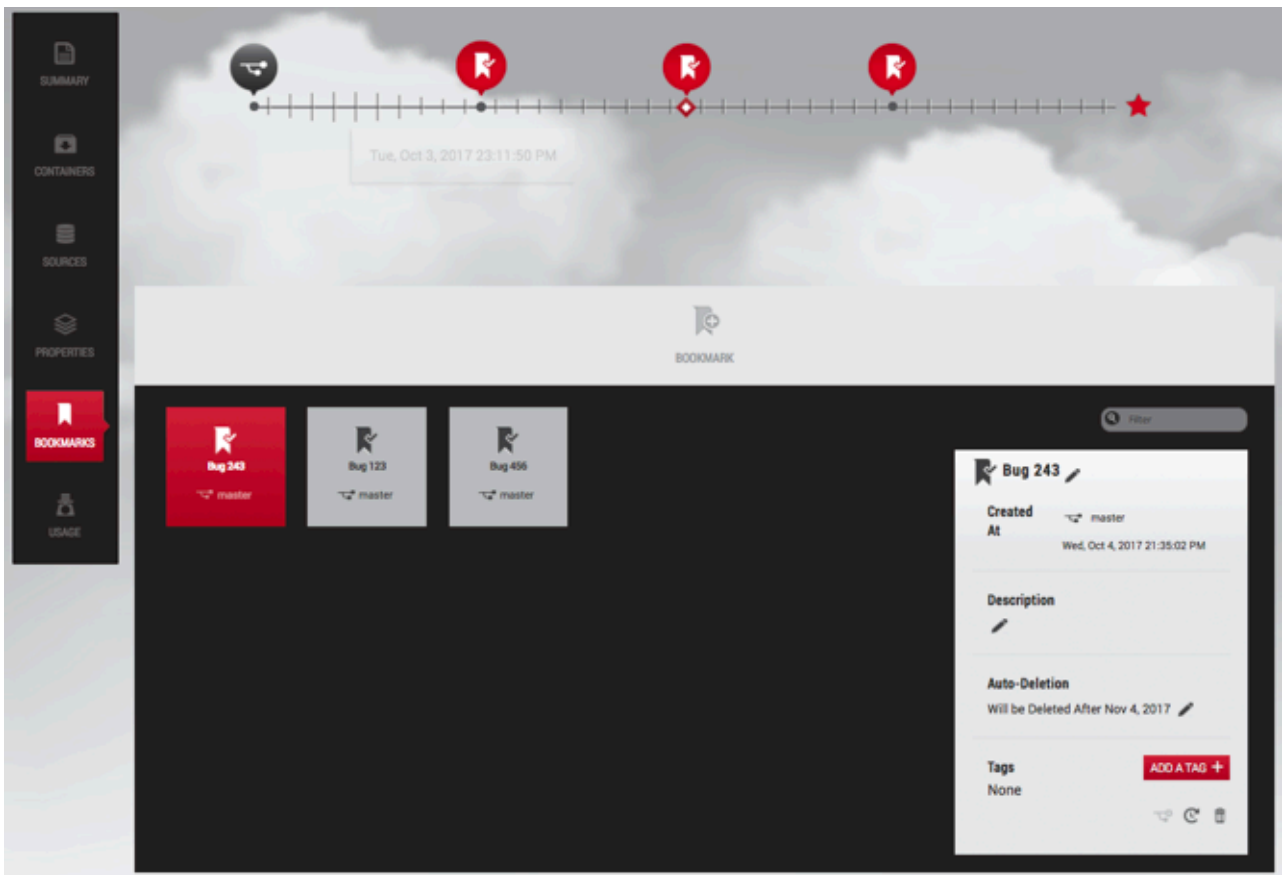 SUMMARY
CONTAINERS
SOURCES
PROPERTIES
BOOKMARKS
USAGE
Tue, Oct 3, 2017 23:11:50 PM
BOOKMARK
Bug 243
master
Bug 123
master
Bug 456
master
Filter
Bug 243
Created
At
master
Wed, Oct 4, 2017 21:35:02 PM
Description
Auto-Deletion
Will be Deleted After Nov 4, 2017
Tags
ADD A TAG +
None